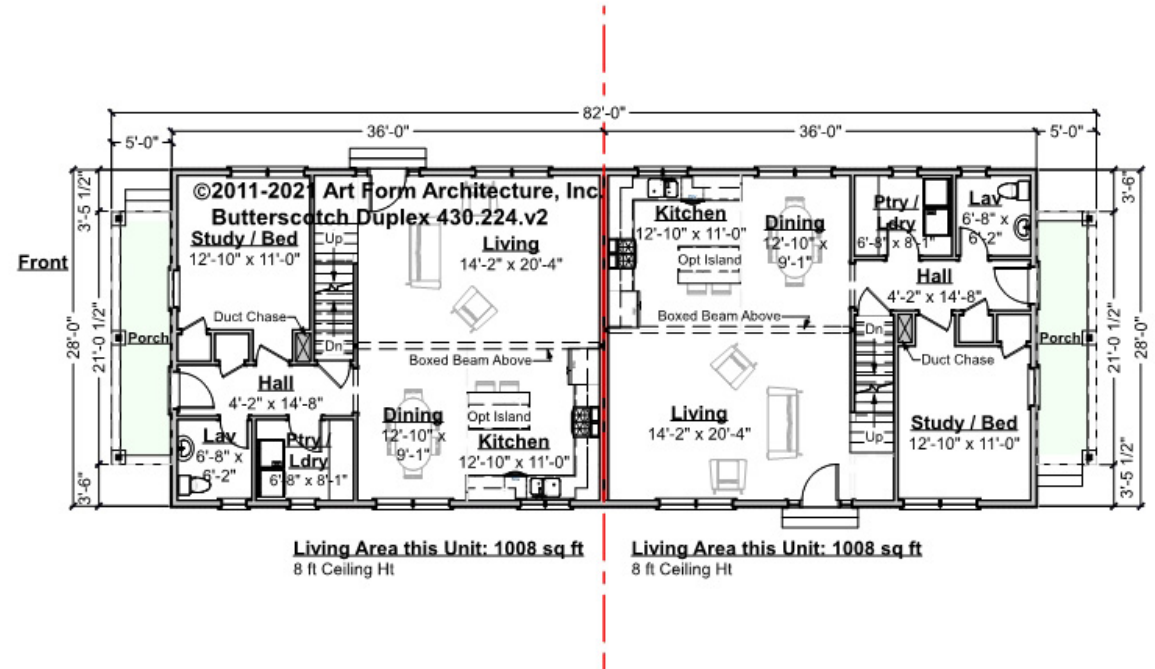 82'-0"
36'-0"
36'-0"
5'-0"
5'-0"
3'-5 1/2"
3'-6"
©2011-2021 Art Form Architecture, Inc.
Butterscotch Duplex 430.224.v2
Study / Bed
12'-10" x 11'-0"
Up
Living
14'-2" x 20'-4"
Kitchen
12'-10" x 11'-0"
Opt Island
Dining
12'-10" x
9'-1"
Ptry /
Ldry
6'-8" x 8'-1"
Lav
6'-8" x
6'-2"
Front
Hall
4'-2" x 14'-8"
Duct Chase
Boxed Beam Above
Dn
Dn
28'-0"
21'-0 1/2"
Porch
Boxed Beam Above
Duct Chase
Porch
21'-0 1/2"
28'-0"
Hall
4'-2" x 14'-8"
Dining
12'-10" x
9'-1"
Opt Island
Kitchen
12'-10" x 11'-0"
Living
14'-2" x 20'-4"
Up
Study / Bed
12'-10" x 11'-0"
Lav
6'-8" x
6'-2"
Ptry /
Ldry
6'-8" x 8'-1"
3'-6"
3'-5 1/2"
Living Area this Unit: 1008 sq ft
8 ft Ceiling Ht
Living Area this Unit: 1008 sq ft
8 ft Ceiling Ht